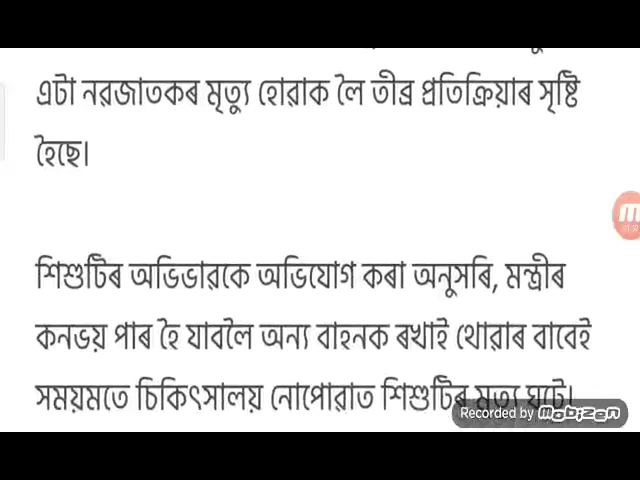 এটা নৱজাতকৰ মৃত্যু হোৱাক লৈ তীব্ৰ প্ৰতিক্ৰিয়াৰ সৃষ্টি
হৈছে।
শিশুটিৰ অভিভাৱকে অভিযোগ কৰা অনুসৰি, মন্ত্ৰীৰ
কনভয় পাৰ হৈ যাবলৈ অন্য বাহনক ৰখাই থোৱাৰ বাবেই
সময়মতে চিকিৎসালয় নোপোৱাত শিশুটিৰ মৃত্যু ঘটে।
Recorded by mobizen